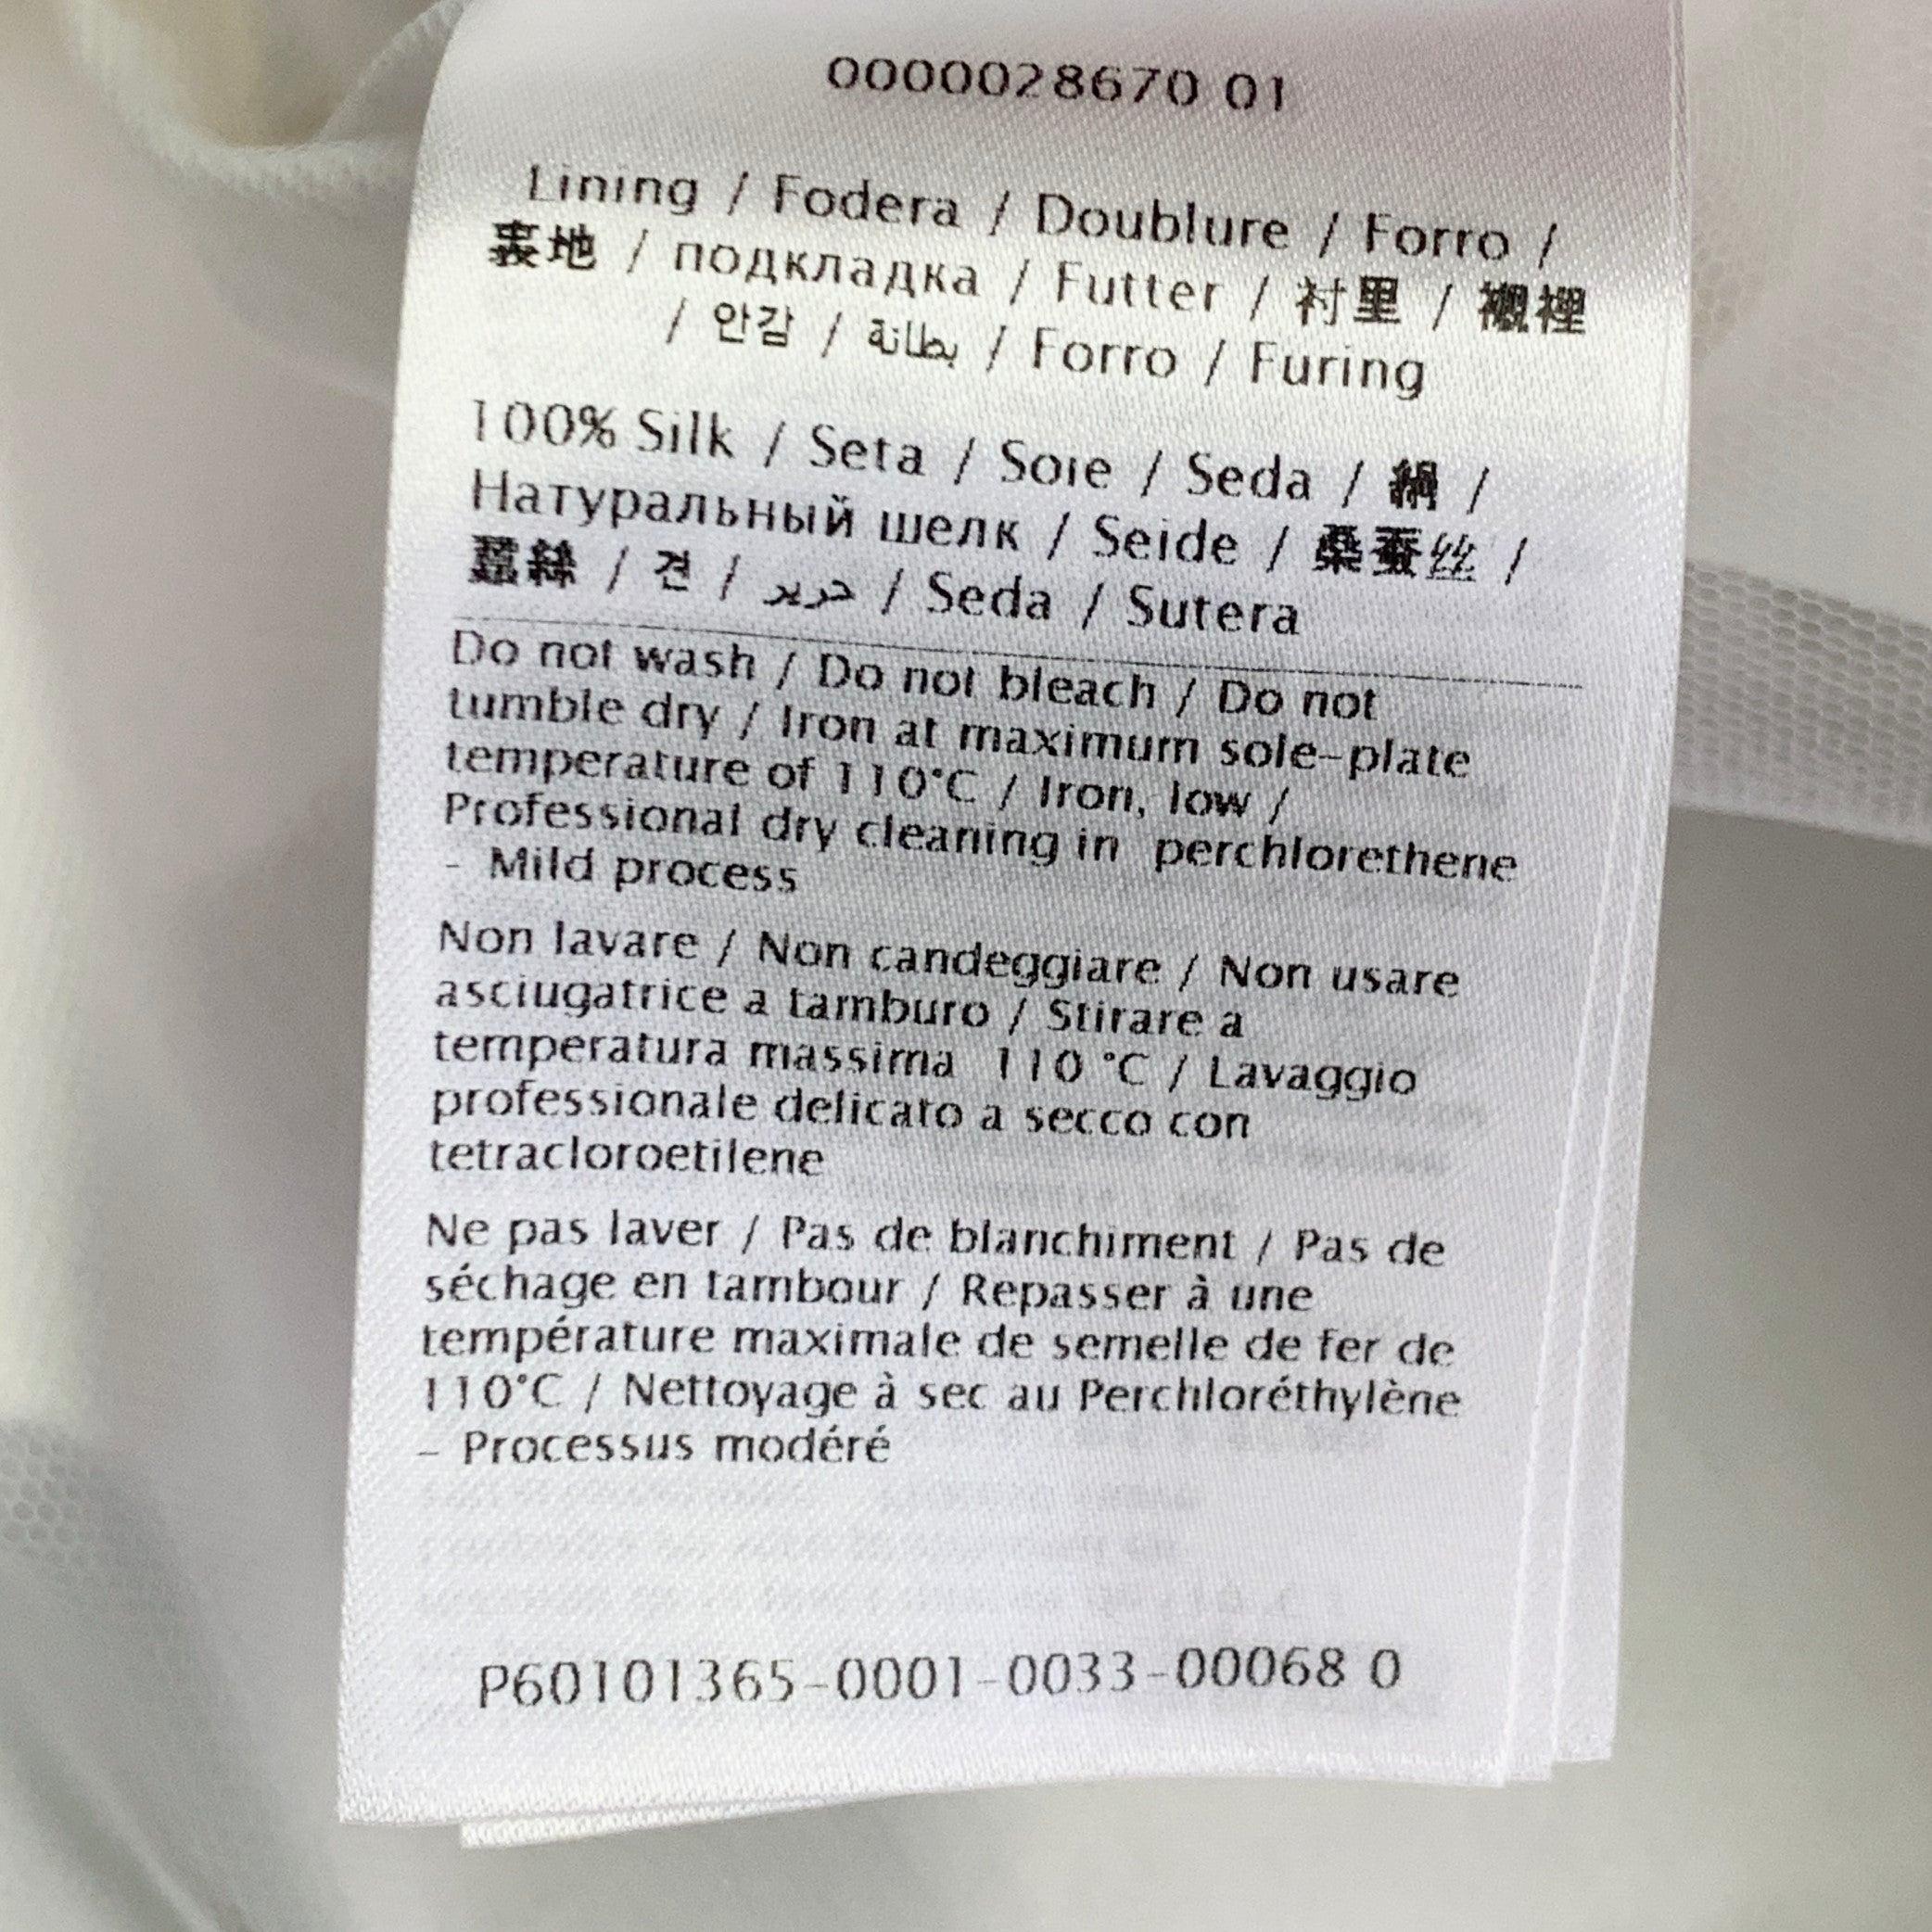 0000028670 01
Lining / Fodera / Doublure / Forro /
裏地 / подкладка / Futter / 衬里 / 襯裡
/ 안감 / بطانة / Forro / Furing
100% Silk / Seta / Soie / Seda / 絹 /
Натуральный шелк / Seide / 桑蚕丝 /
蠶絲 / 견 / حرير / Seda / Sutera
Do not wash / Do not bleach / Do not
tumble dry / Iron at maximum sole-plate
temperature of 110°C / Iron, low /
Professional dry cleaning in perchlorethene
- Mild process
Non lavare / Non candeggiare / Non usare
asciugatrice a tamburo / Stirare a
temperatura massima 110 °C / Lavaggio
professionale delicato a secco con
tetracloroetilene
Ne pas laver / Pas de blanchiment / Pas de
séchage en tambour / Repasser à une
température maximale de semelle de fer de
110°C / Nettoyage à sec au Perchloréthylène
- Processus modéré
P60101365-0001-0033-00068 0